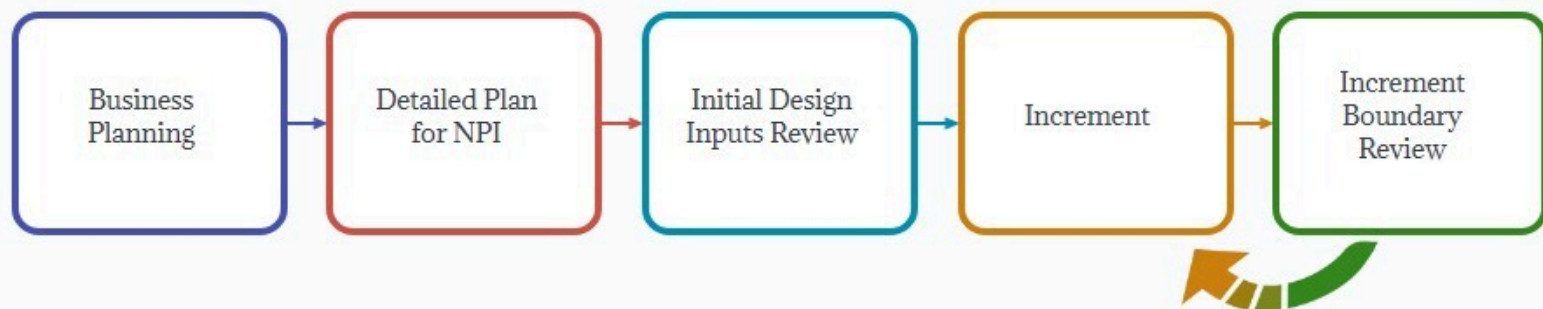 Business
Planning
Detailed Plan
for NPI
Initial Design
Inputs Review
Increment
Increment
Boundary
Review